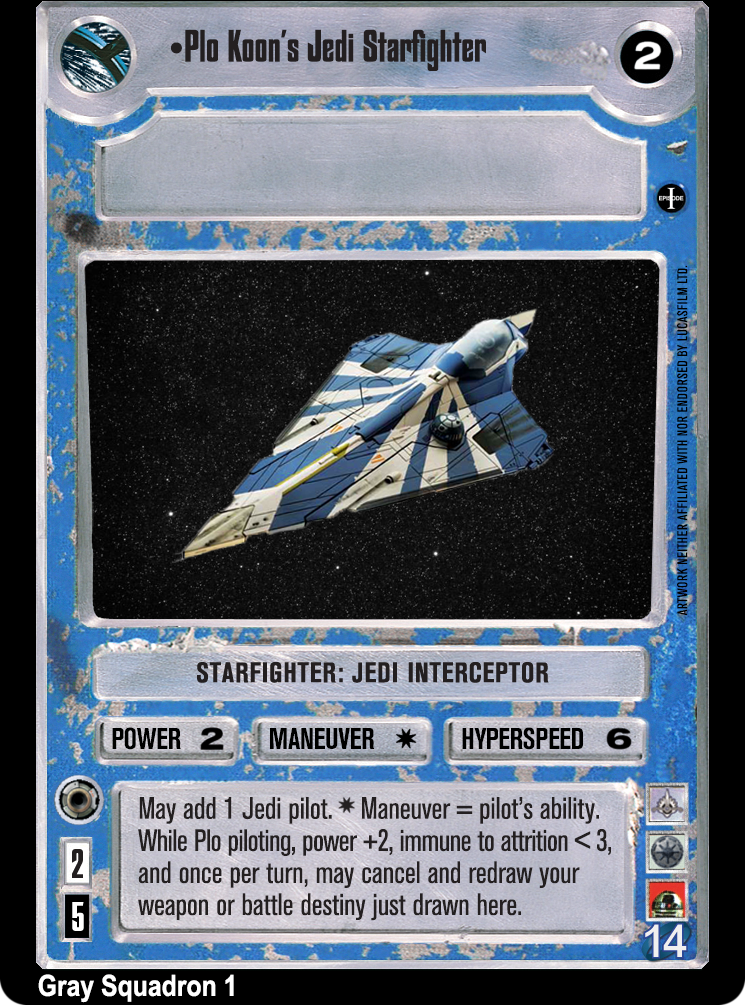 •Plo Koon's Jedi Starfighter
2
EPISODE
I
ARTWORK NEITHER AFFILIATED WITH NOR ENDORSED BY LUCASFILM LTD.
STARFIGHTER: JEDI INTERCEPTOR
POWER 2 MANEUVER ✷ HYPERSPEED 6
May add 1 Jedi pilot. ✷ Maneuver = pilot's ability.
While Plo piloting, power +2, immune to attrition < 3,
and once per turn, may cancel and redraw your
weapon or battle destiny just drawn here.
2
5
14
Gray Squadron 1